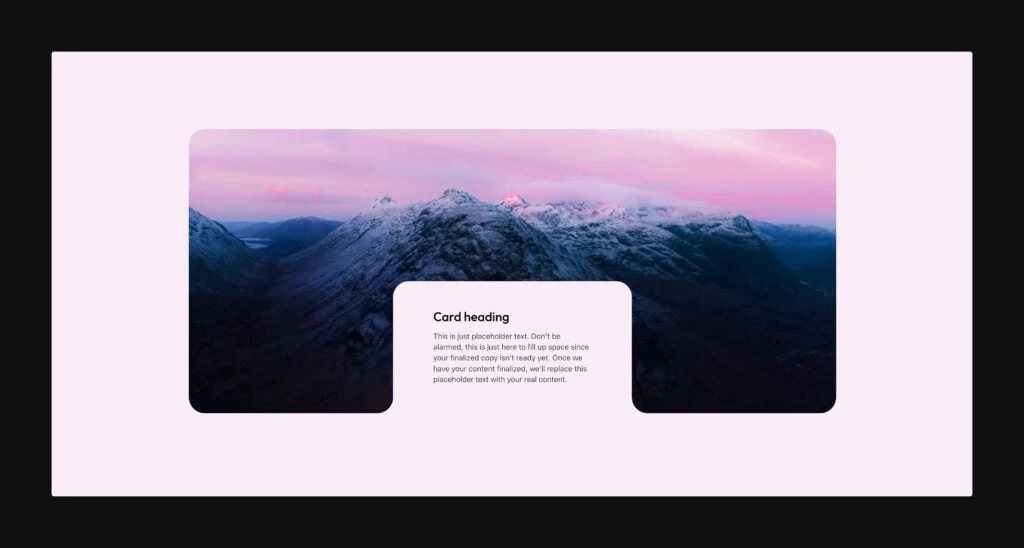 Card heading
This is just placeholder text. Don't be
alarmed, this is just here to fill up space since
your finalized copy isn't ready yet. Once we
have your content finalized, we'll replace this
placeholder text with your real content.